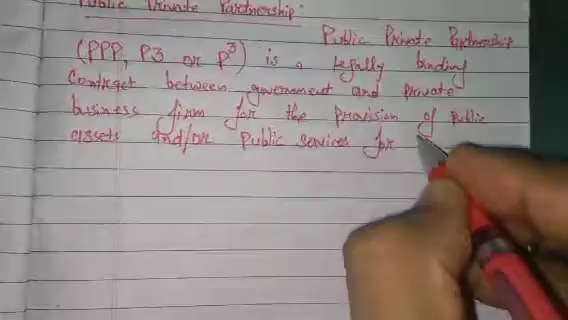 Public Private Partnership:
Public Private Partnership
(PPP, P3 or P³) is a legally binding
Contract between government and private
business firm for the provision of public
assets and/or Public services for